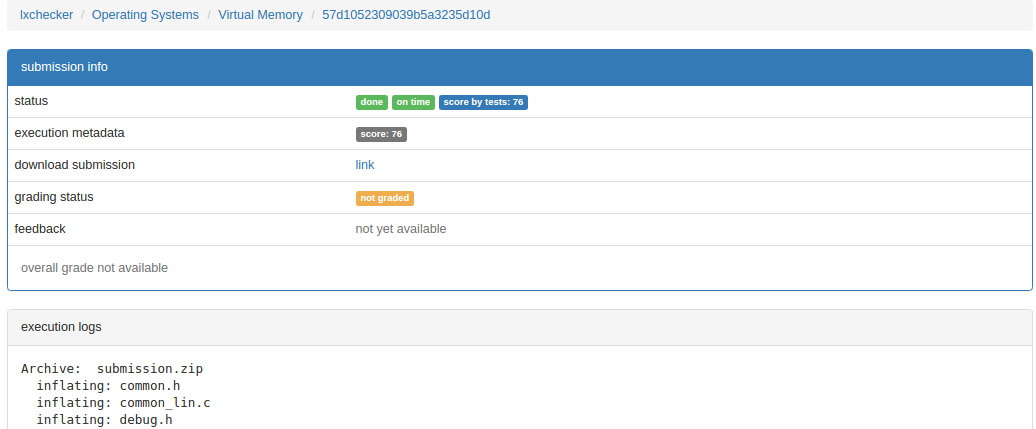 lxchecker / Operating Systems / Virtual Memory / 57d1052309039b5a3235d10d
submission info
status done on time score by tests: 76
execution metadata score: 76
download submission link
grading status not graded
feedback not yet available
overall grade not available
execution logs
Archive:  submission.zip
  inflating: common.h
  inflating: common_lin.c
  inflating: debug.h